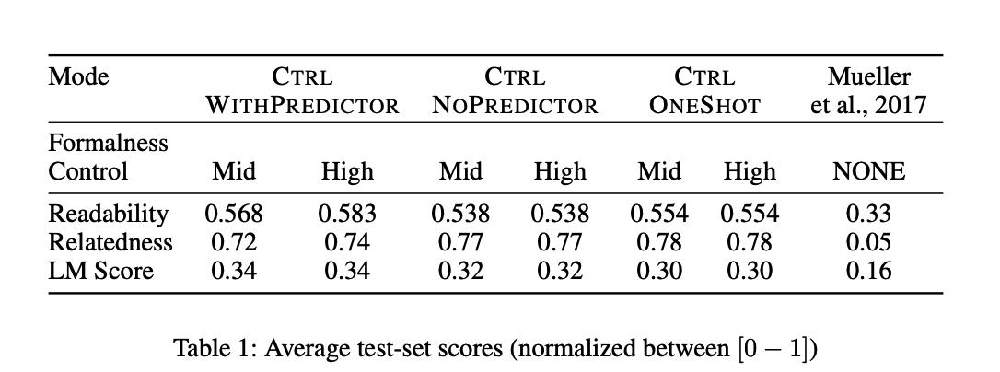 Mode CTRL CTRL CTRL Mueller
WITHPREDICTOR NOPREDICTOR ONESHOT et al., 2017
Formalness
Control Mid High Mid High Mid High NONE
Readability 0.568 0.583 0.538 0.538 0.554 0.554 0.33
Relatedness 0.72 0.74 0.77 0.77 0.78 0.78 0.05
LM Score 0.34 0.34 0.32 0.32 0.30 0.30 0.16
Table 1: Average test-set scores (normalized between [0 − 1])